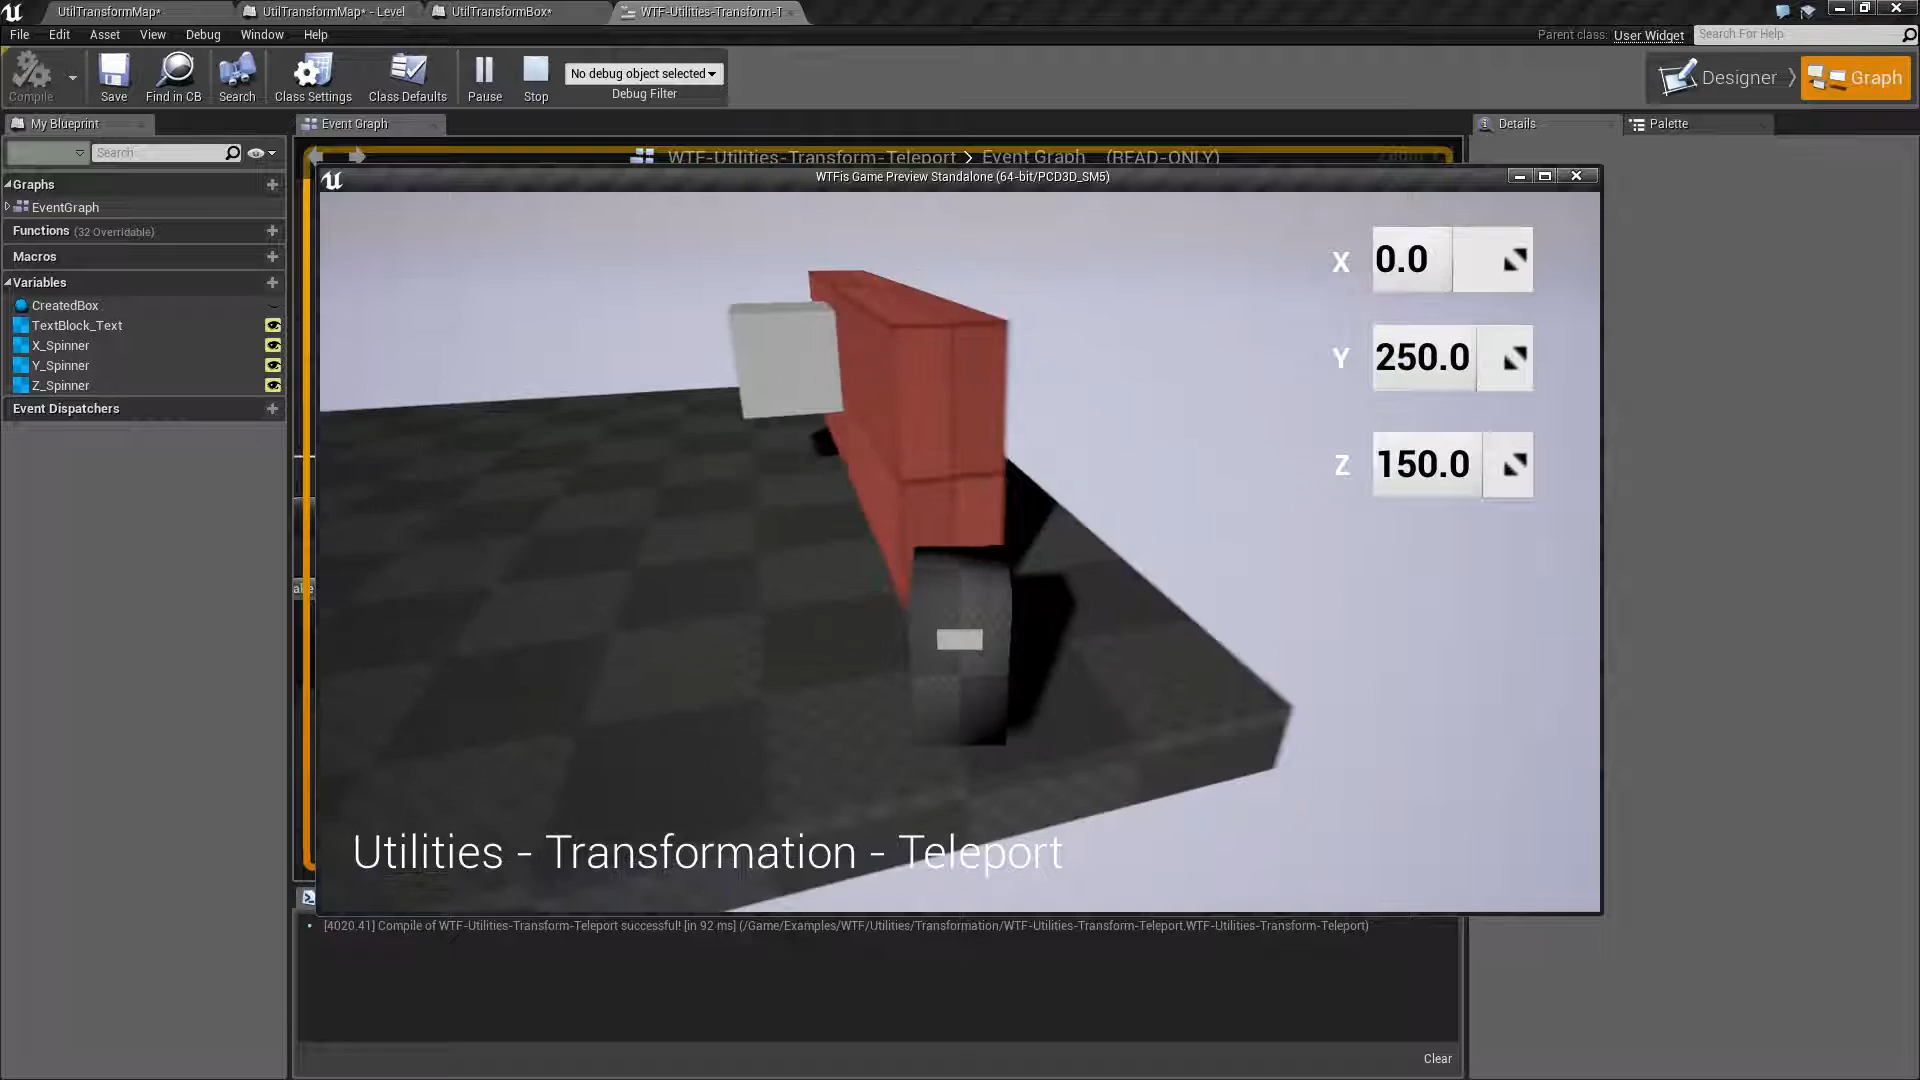 UtilTransformMap*
UtilTransformMap* - Level
UtilTransformBox*
WTF-Utilities-Transform-T
File Edit Asset View Debug Window Help
Parent class: User Widget
Search For Help
Compile
Save
Find in CB
Search
Class Settings
Class Defaults
Pause
Stop
No debug object selected
Debug Filter
Designer
Graph
My Blueprint
Event Graph
Details
Palette
Search
WTF-Utilities-Transform-Teleport > Event Graph (READ-ONLY)
WTFis Game Preview Standalone (64-bit/PCD3D_SM5)
Graphs
EventGraph
Functions (32 Overridable)
Macros
Variables
CreatedBox
TextBlock_Text
X_Spinner
Y_Spinner
Z_Spinner
Event Dispatchers
X 0.0
Y 250.0
Z 150.0
Utilities - Transformation - Teleport
[4020.41] Compile of WTF-Utilities-Transform-Teleport successful! [in 92 ms] (/Game/Examples/WTF/Utilities/Transformation/WTF-Utilities-Transform-Teleport.WTF-Utilities-Transform-Teleport)
Clear